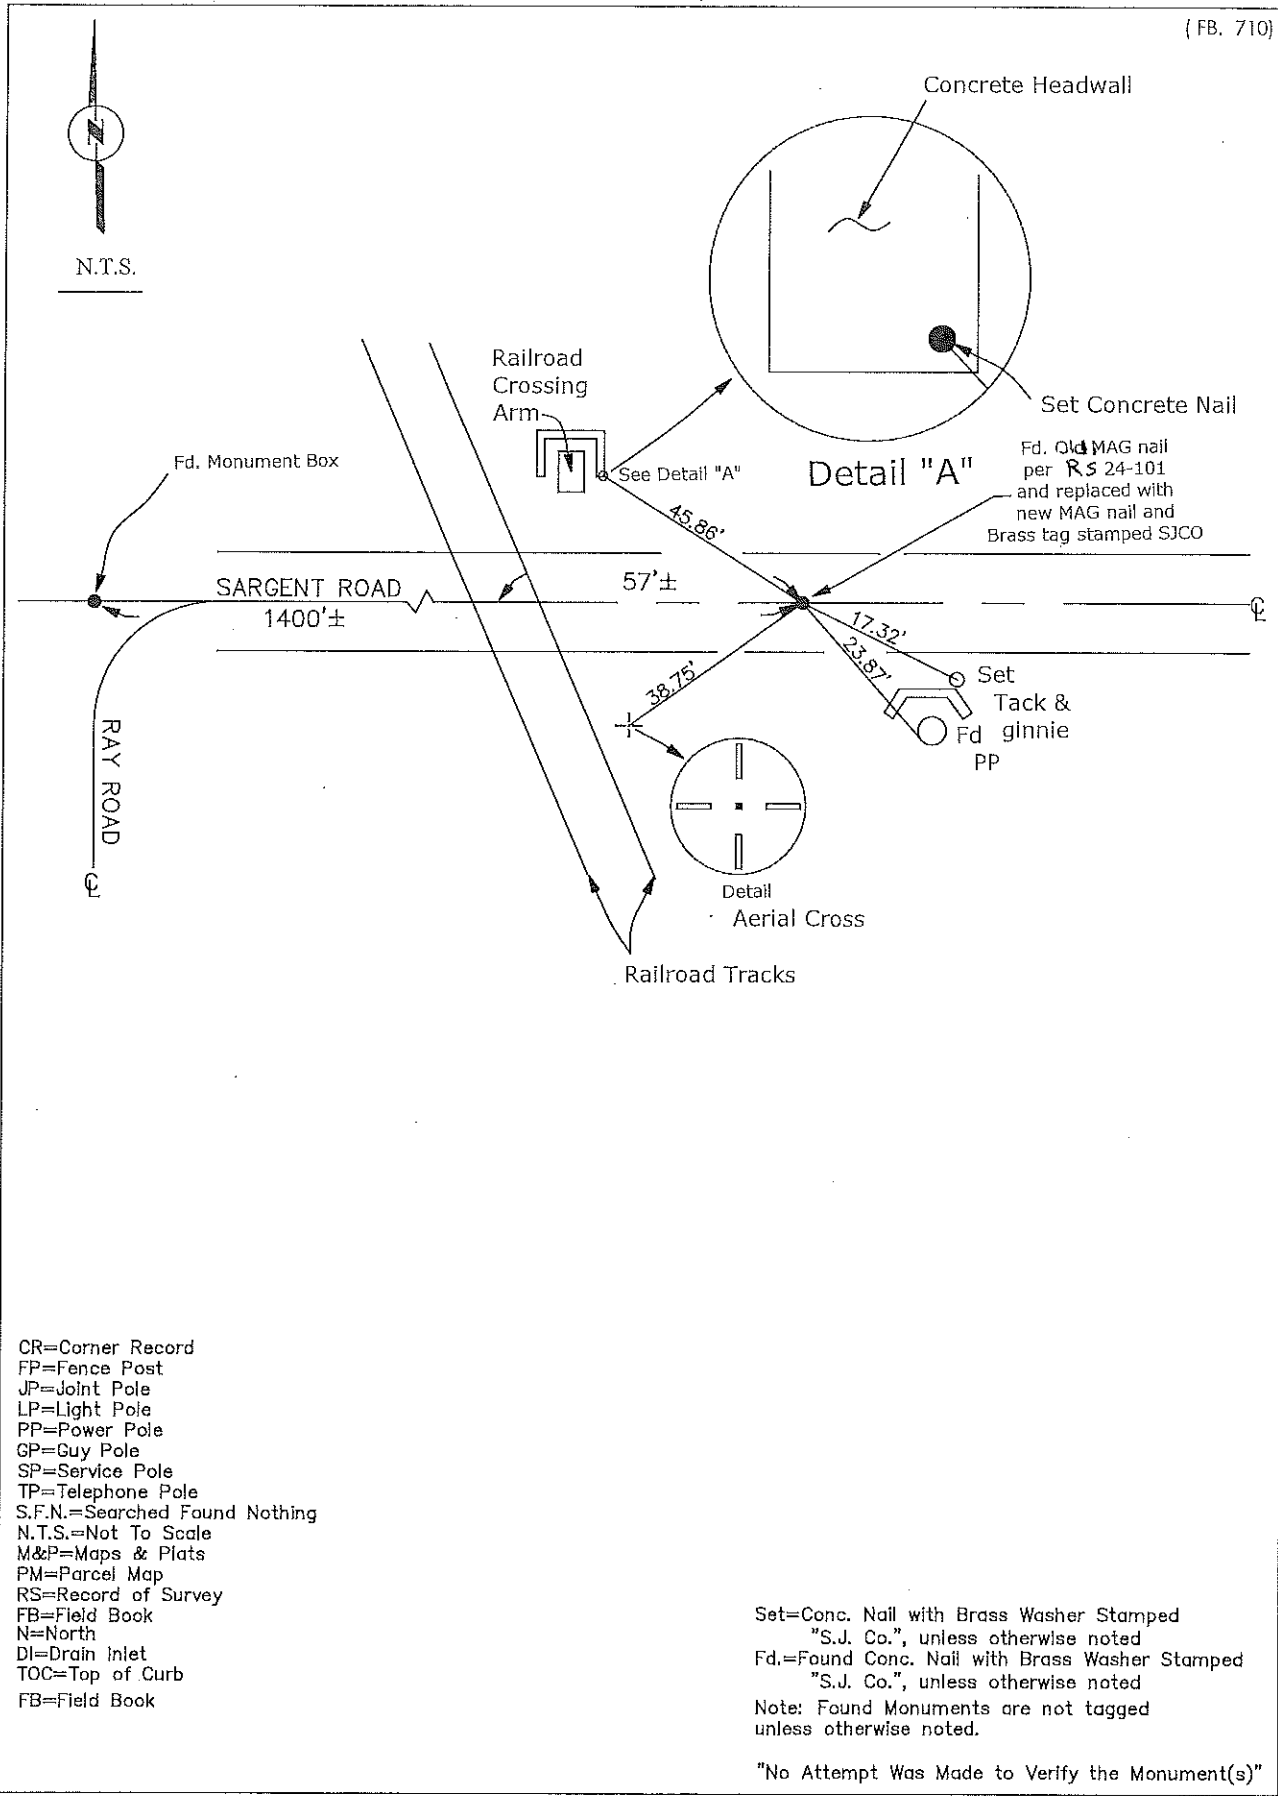 ( FB. 710)
N
N.T.S.
Concrete Headwall
Set Concrete Nail
Detail "A"
Railroad
Crossing
Arm
See Detail "A"
Fd. Monument Box
Fd. Old MAG nail
per RS 24-101
and replaced with
new MAG nail and
Brass tag stamped SJCO
45.86'
SARGENT ROAD
1400'±
57'±
℄
17.32'
23.87'
38.75'
Set
Tack &
ginnie
Fd
PP
RAY ROAD
℄
Detail
Aerial Cross
Railroad Tracks
CR=Corner Record
FP=Fence Post
JP=Joint Pole
LP=Light Pole
PP=Power Pole
GP=Guy Pole
SP=Service Pole
TP=Telephone Pole
S.F.N.=Searched Found Nothing
N.T.S.=Not To Scale
M&P=Maps & Plats
PM=Parcel Map
RS=Record of Survey
FB=Field Book
N=North
DI=Drain Inlet
TOC=Top of Curb
FB=Field Book
Set=Conc. Nail with Brass Washer Stamped
"S.J. Co.", unless otherwise noted
Fd.=Found Conc. Nail with Brass Washer Stamped
"S.J. Co.", unless otherwise noted
Note: Found Monuments are not tagged
unless otherwise noted.
"No Attempt Was Made to Verify the Monument(s)"